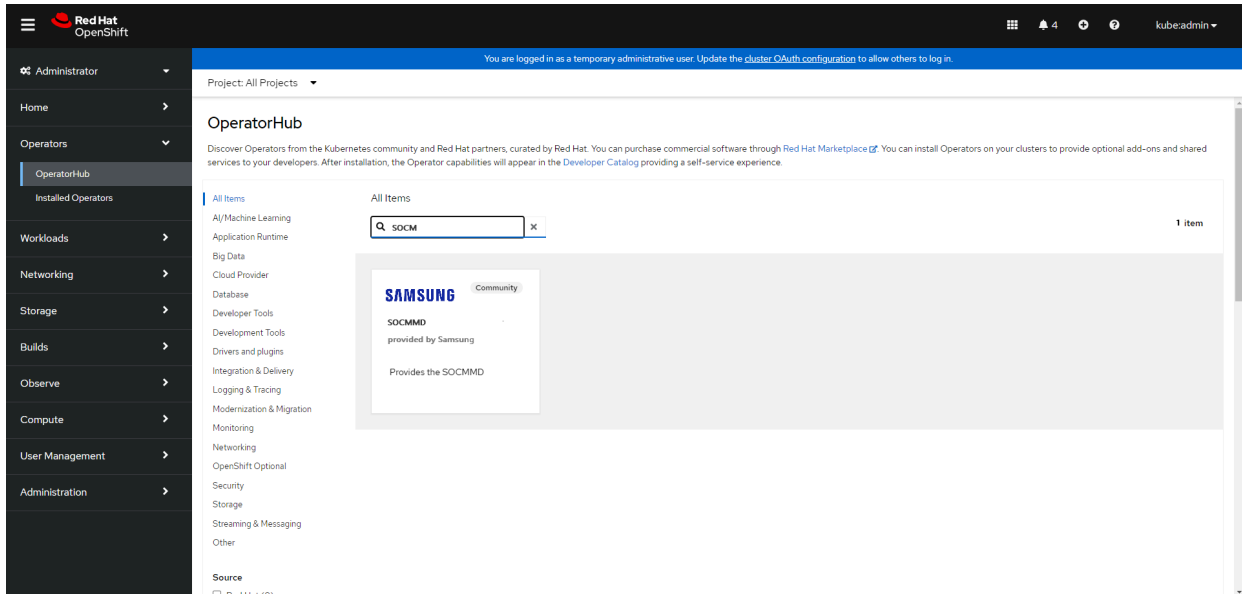 Red Hat
OpenShift
4
kube:admin
Administrator
Home
Operators
OperatorHub
Installed Operators
Workloads
Networking
Storage
Builds
Observe
Compute
User Management
Administration
You are logged in as a temporary administrative user. Update the cluster OAuth configuration to allow others to log in.
Project: All Projects
OperatorHub
Discover Operators from the Kubernetes community and Red Hat partners, curated by Red Hat. You can purchase commercial software through Red Hat Marketplace. You can install Operators on your clusters to provide optional add-ons and shared
services to your developers. After installation, the Operator capabilities will appear in the Developer Catalog providing a self-service experience.
All Items
AI/Machine Learning
Application Runtime
Big Data
Cloud Provider
Database
Developer Tools
Development Tools
Drivers and plugins
Integration & Delivery
Logging & Tracing
Modernization & Migration
Monitoring
Networking
OpenShift Optional
Security
Storage
Streaming & Messaging
Other
Source
All Items
SOCM
1 item
SAMSUNG
Community
SOCMMD
provided by Samsung
Provides the SOCMMD